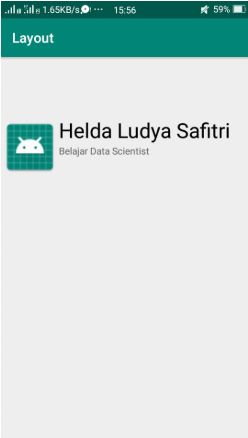 1.65KB/s ... 15:56 59%
Layout
Helda Ludya Safitri
Belajar Data Scientist